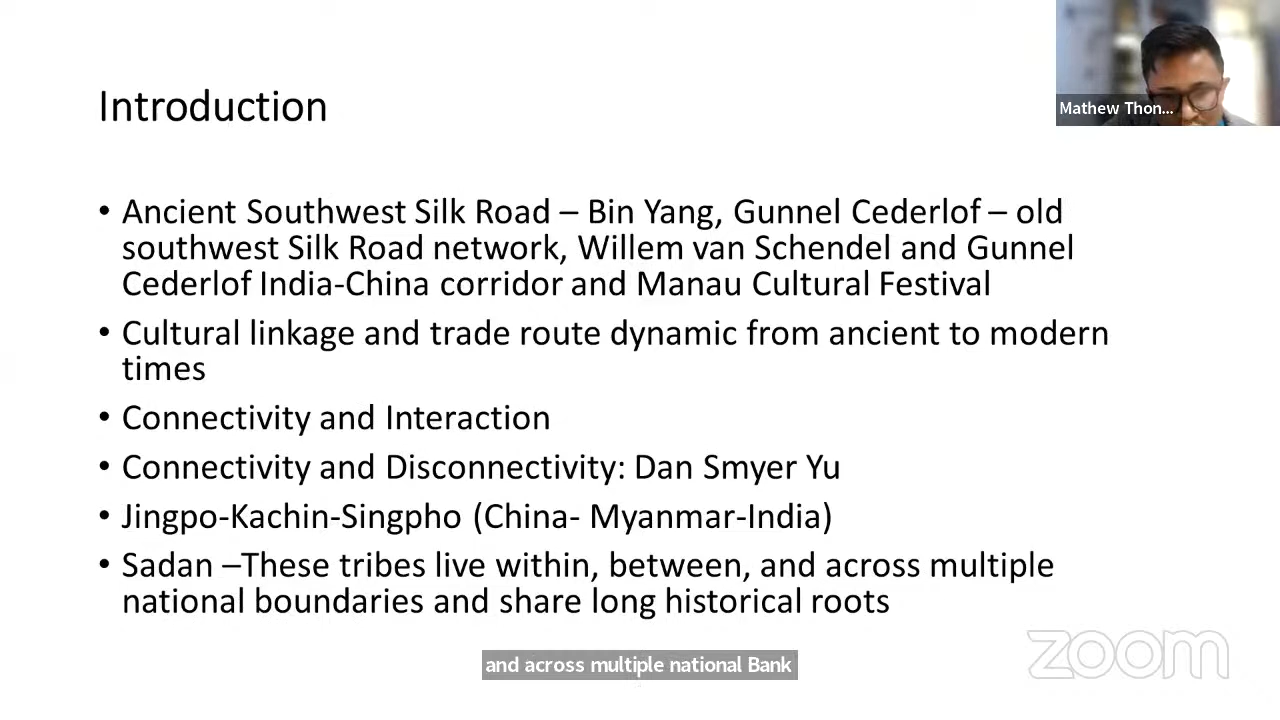 Introduction
Mathew Thon...
• Ancient Southwest Silk Road – Bin Yang, Gunnel Cederlof – old
southwest Silk Road network, Willem van Schendel and Gunnel
Cederlof India-China corridor and Manau Cultural Festival
• Cultural linkage and trade route dynamic from ancient to modern
times
• Connectivity and Interaction
• Connectivity and Disconnectivity: Dan Smyer Yu
• Jingpo-Kachin-Singpho (China- Myanmar-India)
• Sadan –These tribes live within, between, and across multiple
national boundaries and share long historical roots
and across multiple national Bank
zoom